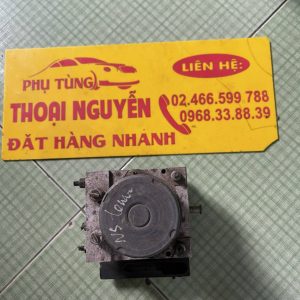 PHỤ TÙNG
THOẠI NGUYỄN
ĐẶT HÀNG NHANH
LIÊN HỆ:
02.466.599 788
0968.33.88.39